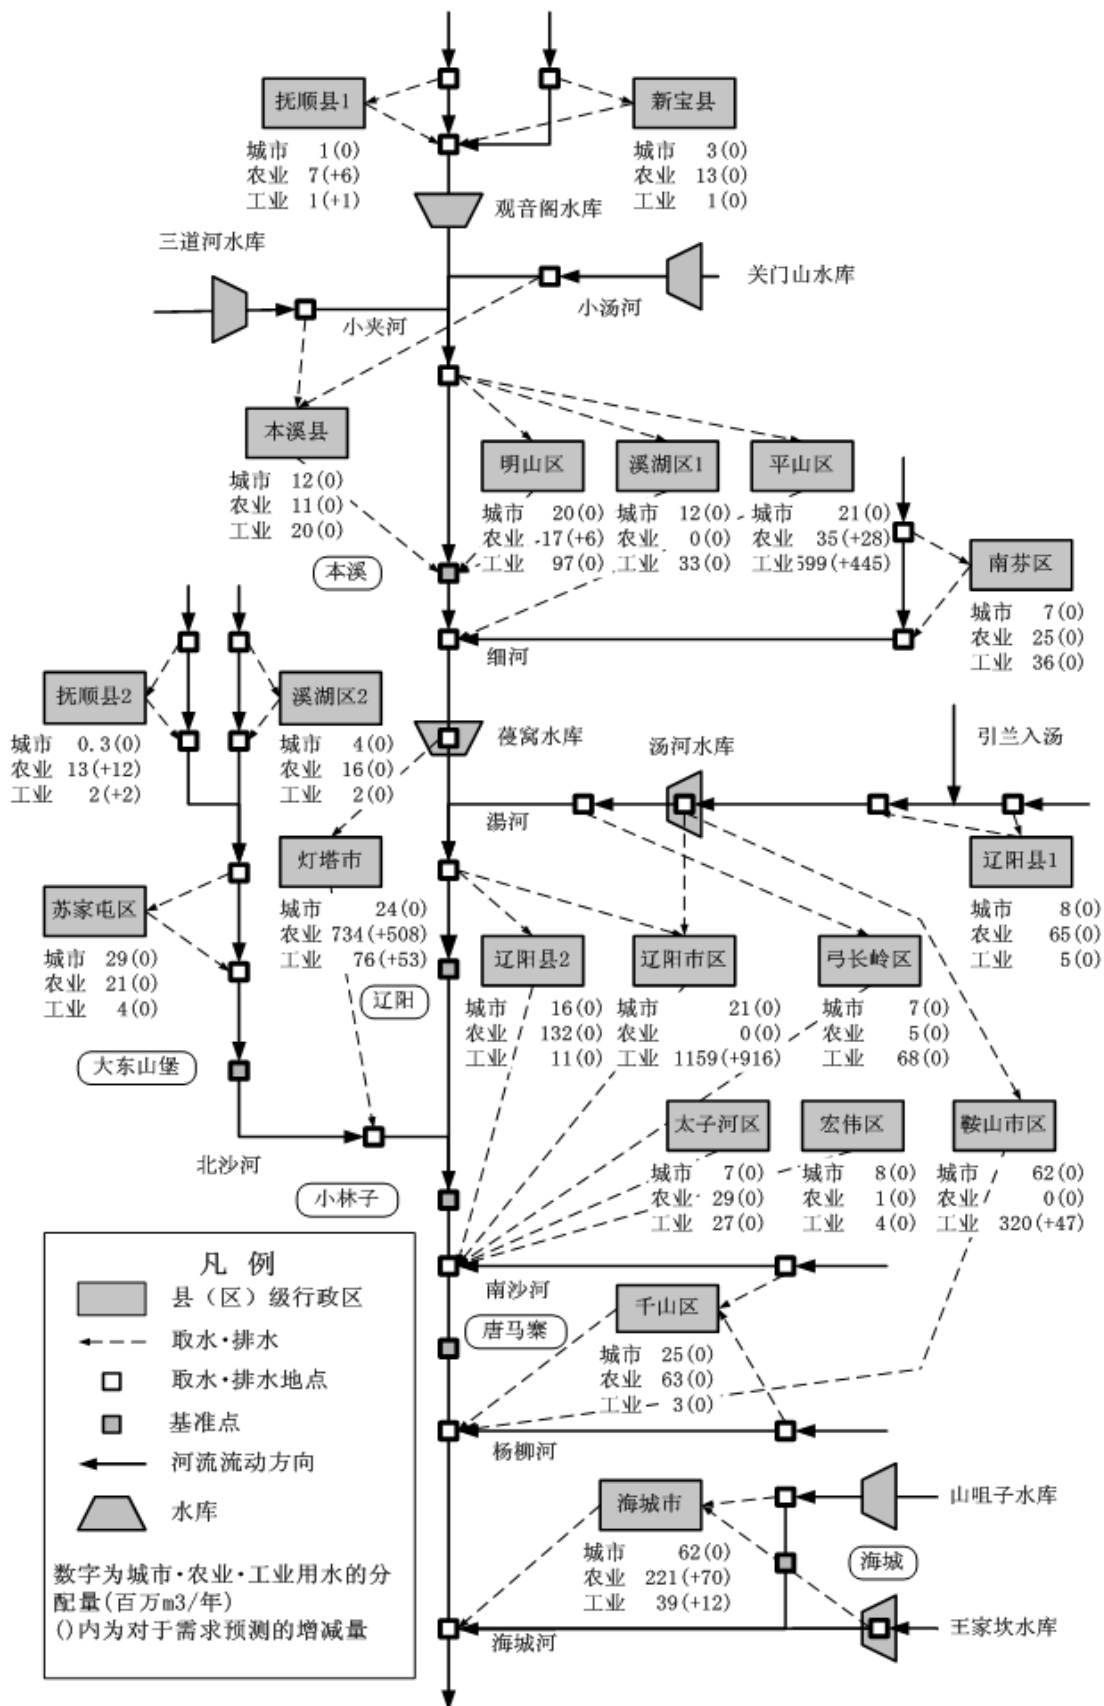 抚顺县1
城市 1(0)
农业 7(+6)
工业 1(+1)
新宝县
城市 3(0)
农业 13(0)
工业 1(0)
观音阁水库
三道河水库
关门山水库
小汤河
小夹河
本溪县
城市 12(0)
农业 11(0)
工业 20(0)
明山区
城市 20(0)
农业 17(+6)
工业 97(0)
溪湖区1
城市 12(0)
农业 0(0)
工业 33(0)
平山区
城市 21(0)
农业 35(+28)
工业 599(+445)
南芬区
城市 7(0)
农业 25(0)
工业 36(0)
本溪
细河
抚顺县2
城市 0.3(0)
农业 13(+12)
工业 2(+2)
溪湖区2
城市 4(0)
农业 16(0)
工业 2(0)
葠窝水库
汤河水库
引兰入汤
湯河
灯塔市
城市 24(0)
农业 734(+508)
工业 76(+53)
辽阳县1
城市 8(0)
农业 65(0)
工业 5(0)
苏家屯区
城市 29(0)
农业 21(0)
工业 4(0)
辽阳县2
城市 16(0)
农业 132(0)
工业 11(0)
辽阳市区
城市 21(0)
农业 0(0)
工业 1159(+916)
弓长岭区
城市 7(0)
农业 5(0)
工业 68(0)
辽阳
大东山堡
太子河区
城市 7(0)
农业 29(0)
工业 27(0)
宏伟区
城市 8(0)
农业 1(0)
工业 4(0)
鞍山市区
城市 62(0)
农业 0(0)
工业 320(+47)
北沙河
小林子
南沙河
唐马寨
千山区
城市 25(0)
农业 63(0)
工业 3(0)
杨柳河
海城市
城市 62(0)
农业 221(+70)
工业 39(+12)
山咀子水库
海城
王家坎水库
海城河
凡 例
县（区）级行政区
取水·排水
取水·排水地点
基准点
河流流动方向
水库
数字为城市·农业·工业用水的分
配量(百万m3/年)
()内为对于需求预测的增减量